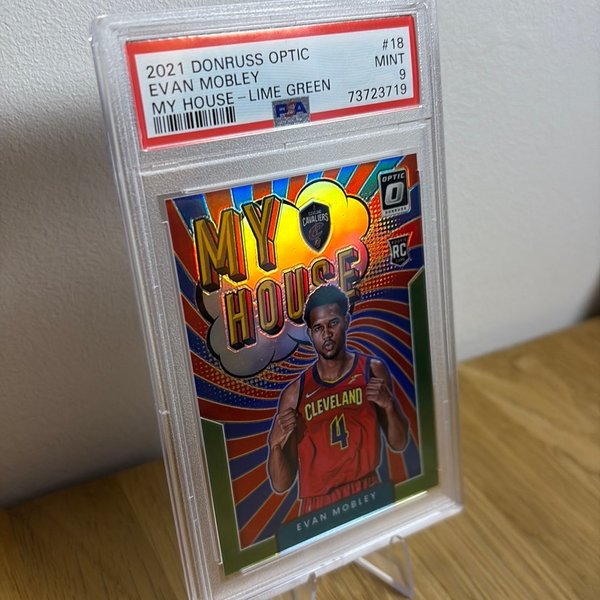 2021 DONRUSS OPTIC #18
EVAN MOBLEY MINT
MY HOUSE - LIME GREEN 9
73723719
PSA
OPTIC
DONRUSS
CAVALIERS
RC
MY
HOUSE
CLEVELAND
4
EVAN MOBLEY